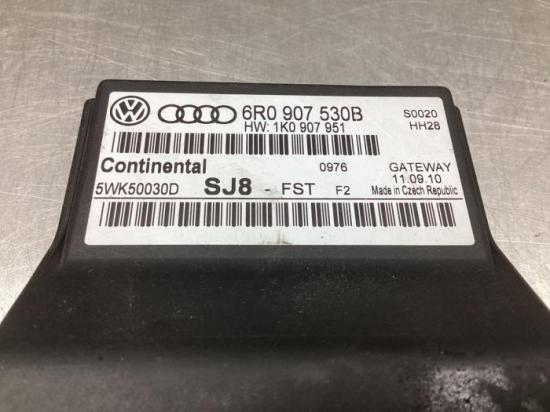 6R0 907 530B S0020
HW: 1K0 907 951 HH28
Continental 0976 GATEWAY
5WK50030D SJ8 - FST F2 11.09.10
Made in Czech Republic